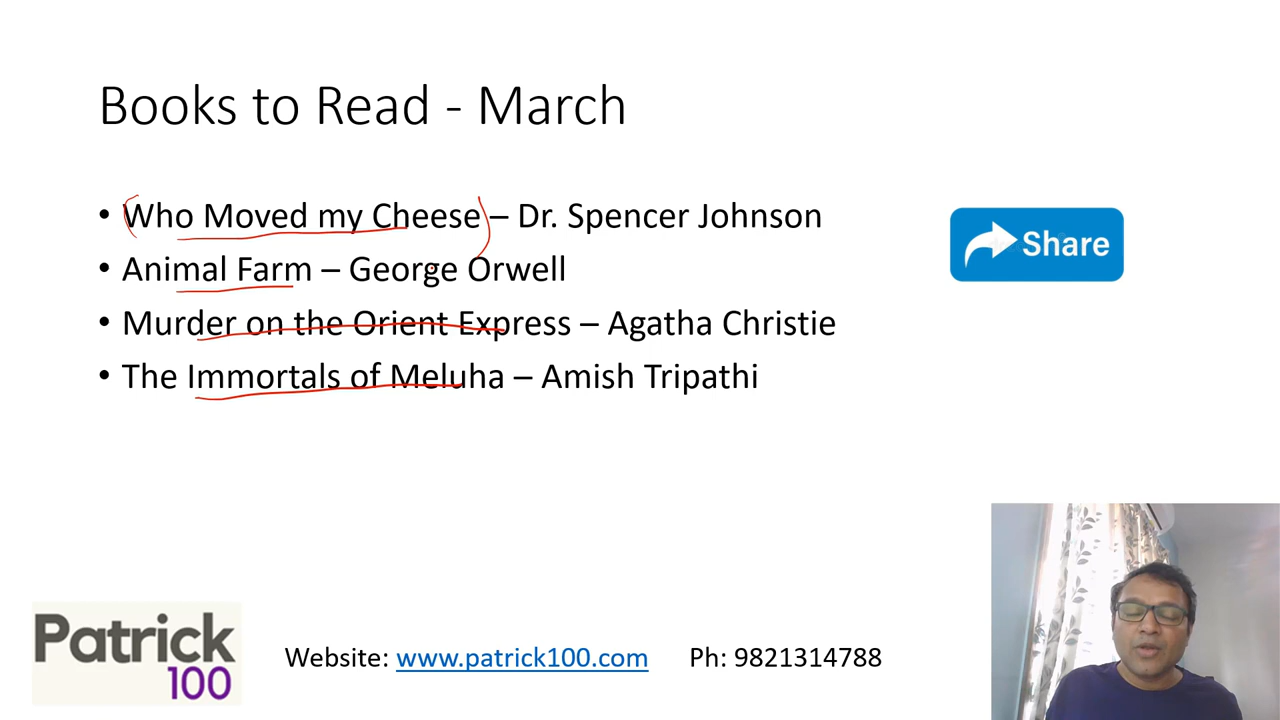 Books to Read - March
• Who Moved my Cheese – Dr. Spencer Johnson
Share
• Animal Farm – George Orwell
• Murder on the Orient Express – Agatha Christie
• The Immortals of Meluha – Amish Tripathi
Patrick
100
Website: www.patrick100.com Ph: 9821314788